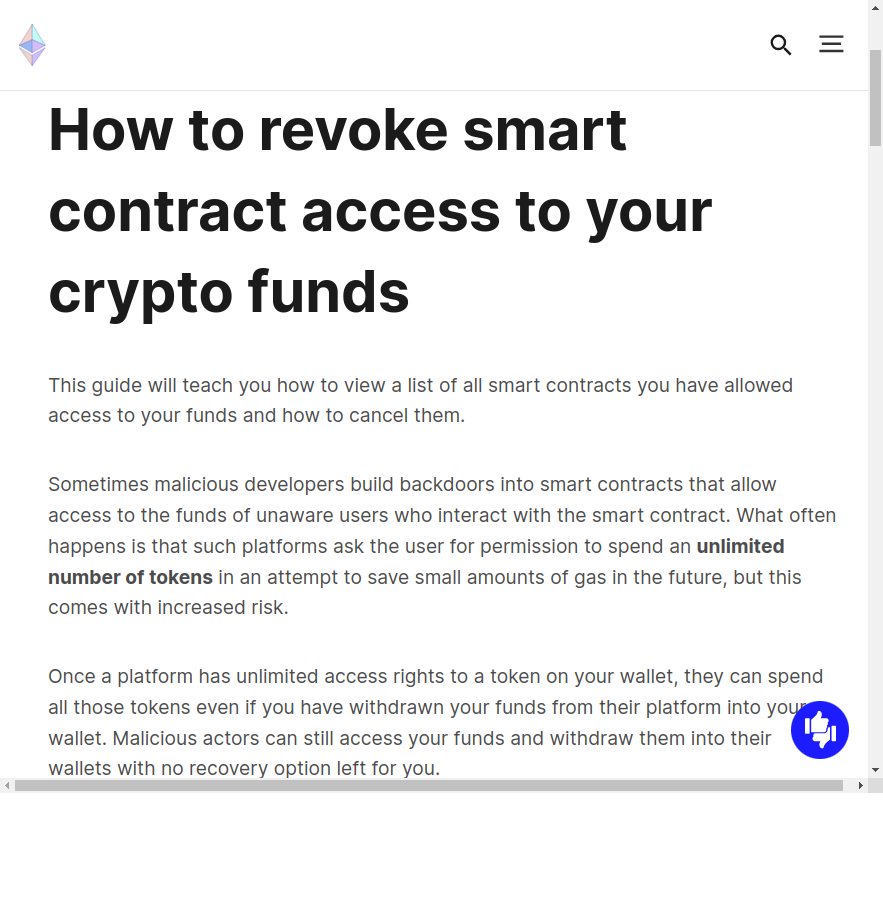 How to revoke smart
contract access to your
crypto funds
This guide will teach you how to view a list of all smart contracts you have allowed
access to your funds and how to cancel them.
Sometimes malicious developers build backdoors into smart contracts that allow
access to the funds of unaware users who interact with the smart contract. What often
happens is that such platforms ask the user for permission to spend an unlimited
number of tokens in an attempt to save small amounts of gas in the future, but this
comes with increased risk.
Once a platform has unlimited access rights to a token on your wallet, they can spend
all those tokens even if you have withdrawn your funds from their platform into your
wallet. Malicious actors can still access your funds and withdraw them into their
wallets with no recovery option left for you.